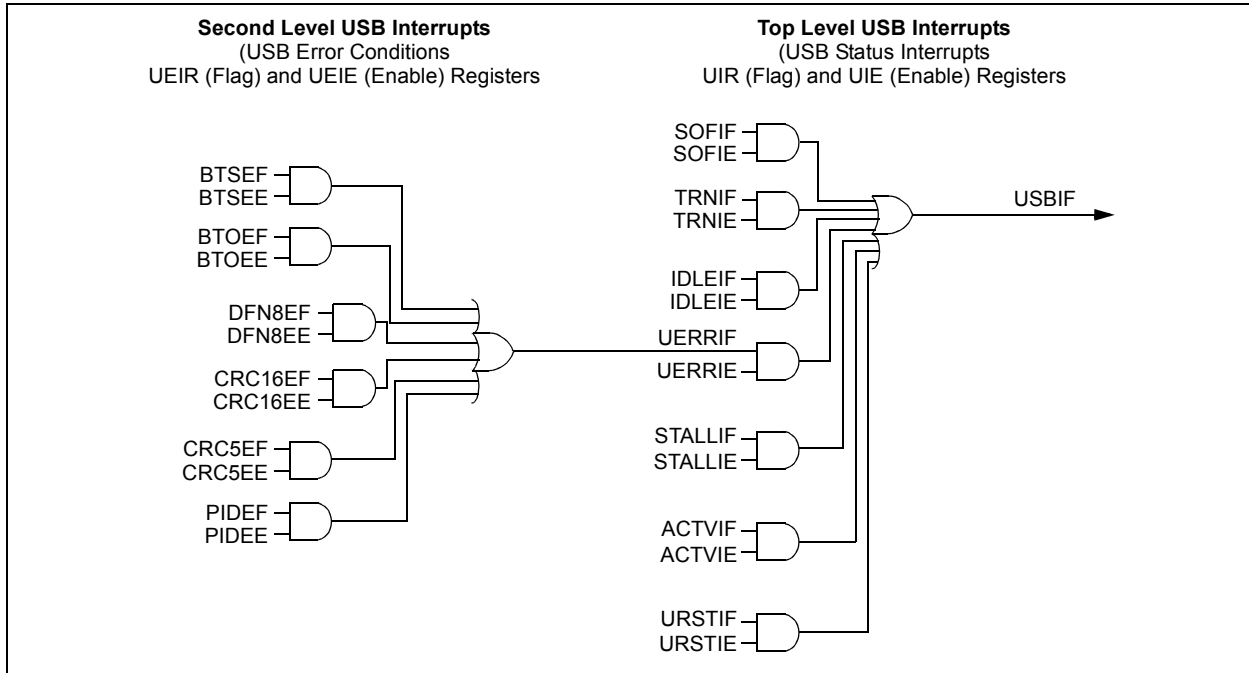 Second Level USB Interrupts
(USB Error Conditions
UEIR (Flag) and UEIE (Enable) Registers
BTSEF
BTSEE
BTOEF
BTOEE
DFN8EF
DFN8EE
CRC16EF
CRC16EE
CRC5EF
CRC5EE
PIDEF
PIDEE
Top Level USB Interrupts
(USB Status Interrupts
UIR (Flag) and UIE (Enable) Registers
SOFIF
SOFIE
TRNIF
TRNIE
IDLEIF
IDLEIE
UERRIF
UERRIE
STALLIF
STALLIE
ACTVIF
ACTVIE
URSTIF
URSTIE
USBIF